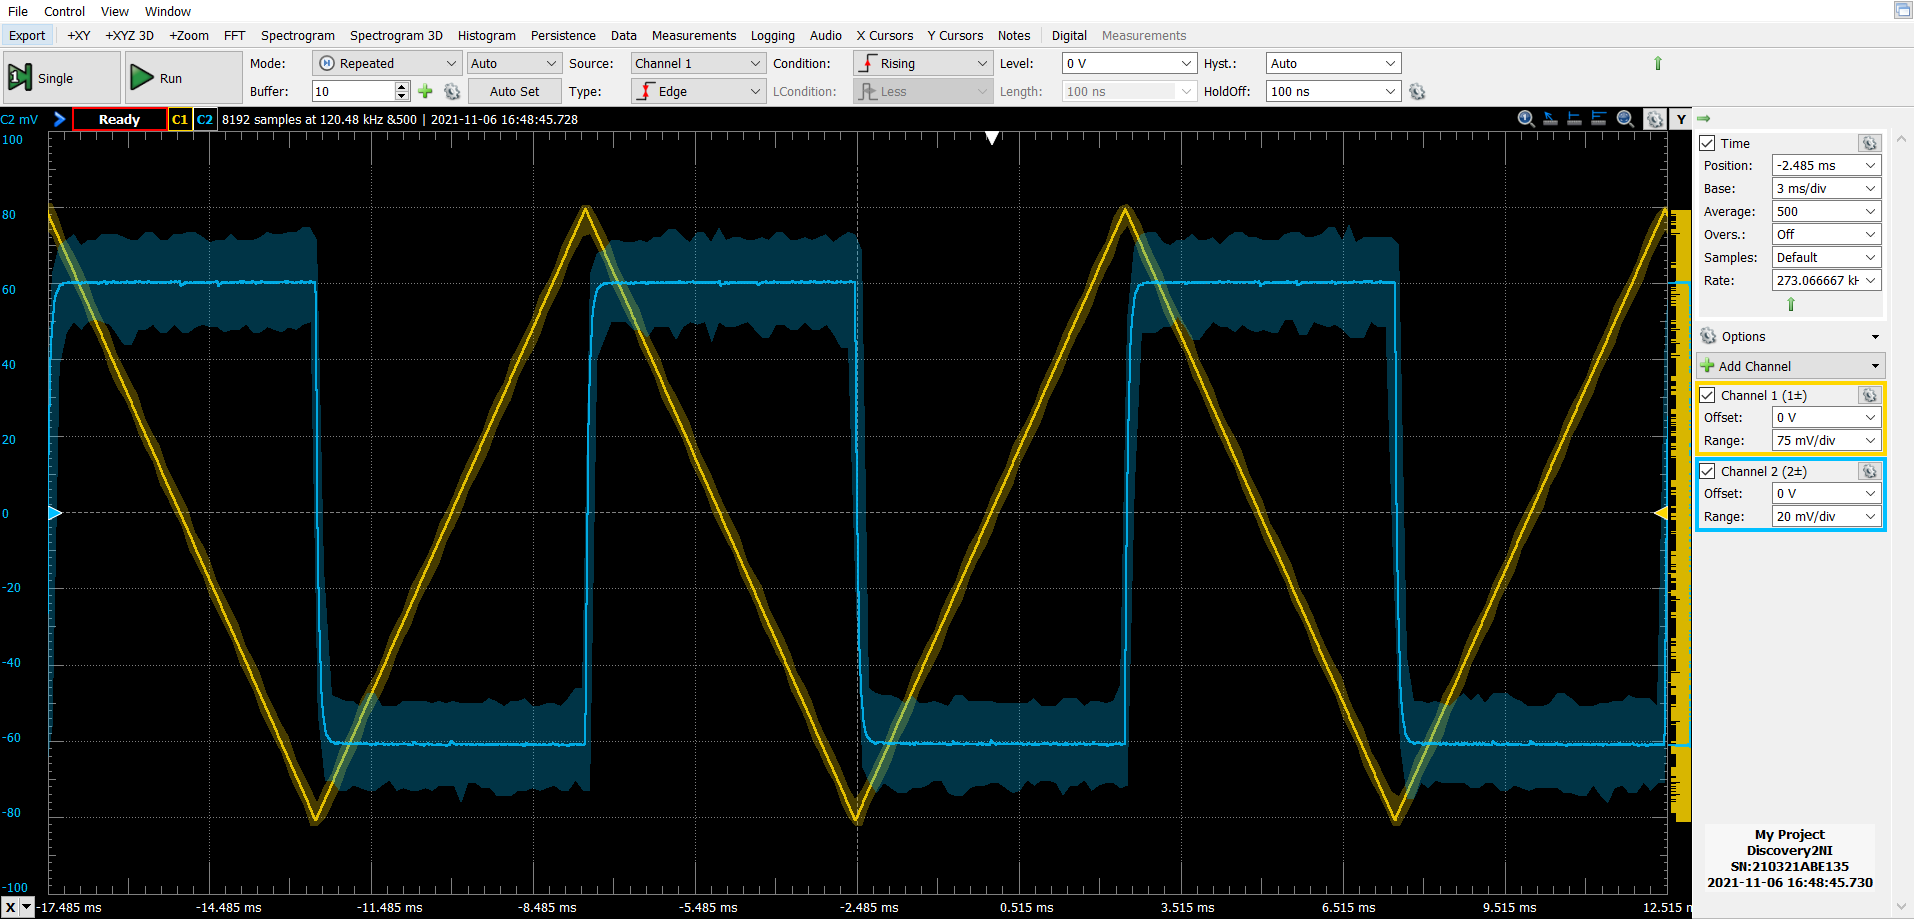 File Control View Window
Export +XY +XYZ 3D +Zoom FFT Spectrogram Spectrogram 3D Histogram Persistence Data Measurements Logging Audio X Cursors Y Cursors Notes Digital Measurements
Single Run Mode: Repeated Auto Source: Channel 1 Condition: Rising Level: 0 V Hyst.: Auto
Buffer: 10 Auto Set Type: Edge LCondition: Less Length: 100 ns HoldOff: 100 ns
C2 mV Ready C1 C2 8192 samples at 120.48 kHz &500 | 2021-11-06 16:48:45.728 Y
100
80
60
40
20
0
-20
-40
-60
-80
-100
X -17.485 ms -14.485 ms -11.485 ms -8.485 ms -5.485 ms -2.485 ms 0.515 ms 3.515 ms 6.515 ms 9.515 ms 12.515 m
Time
Position: -2.485 ms
Base: 3 ms/div
Average: 500
Overs.: Off
Samples: Default
Rate: 273.066667 kH
Options
Add Channel
Channel 1 (1±)
Offset: 0 V
Range: 75 mV/div
Channel 2 (2±)
Offset: 0 V
Range: 20 mV/div
My Project
Discovery2NI
SN:210321ABE135
2021-11-06 16:48:45.730